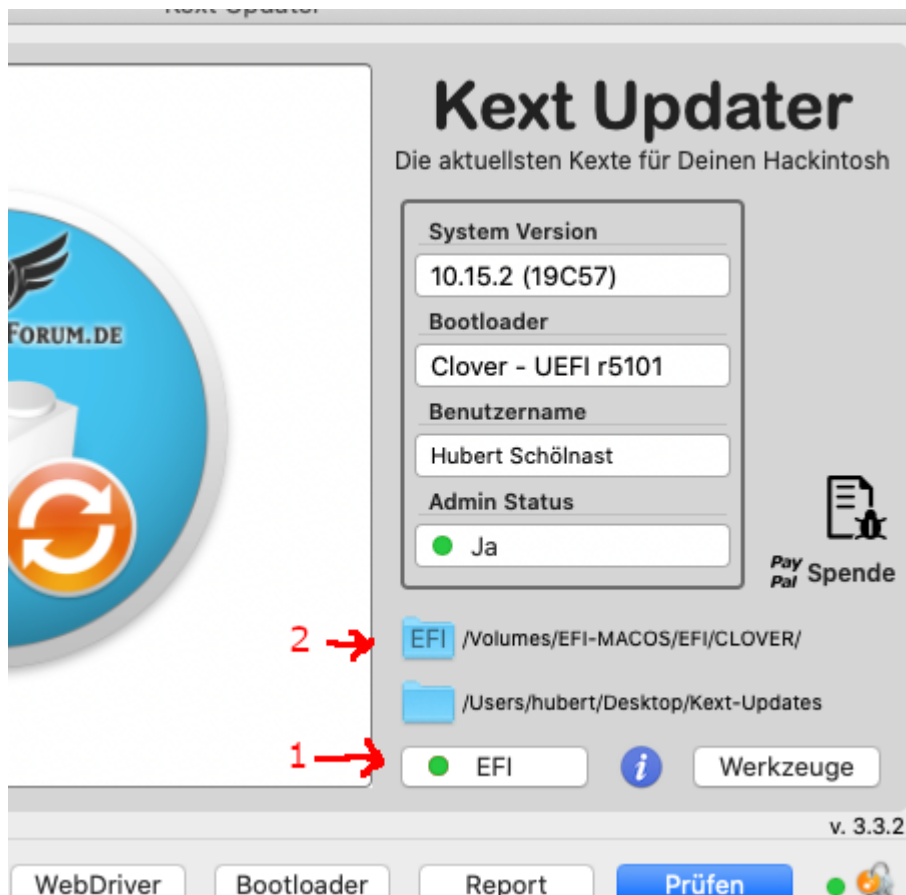 Kext Updater
Kext Updater
Die aktuellsten Kexte für Deinen Hackintosh
System Version
10.15.2 (19C57)
Bootloader
Clover - UEFI r5101
Benutzername
Hubert Schölnast
Admin Status
Ja
FORUM.DE
Pay
Pal Spende
2
EFI /Volumes/EFI-MACOS/EFI/CLOVER/
/Users/hubert/Desktop/Kext-Updates
1
EFI i Werkzeuge
v. 3.3.2
WebDriver Bootloader Report Prüfen